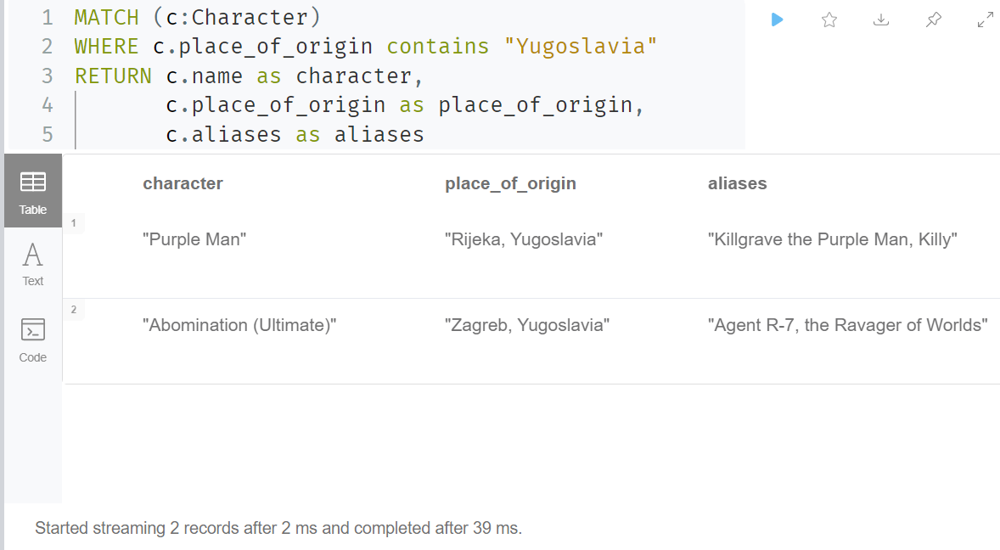 1 MATCH (c:Character)
2 WHERE c.place_of_origin contains "Yugoslavia"
3 RETURN c.name as character,
4 c.place_of_origin as place_of_origin,
5 c.aliases as aliases
Table
Text
Code
character place_of_origin aliases
1
"Purple Man" "Rijeka, Yugoslavia" "Killgrave the Purple Man, Killy"
2
"Abomination (Ultimate)" "Zagreb, Yugoslavia" "Agent R-7, the Ravager of Worlds"
Started streaming 2 records after 2 ms and completed after 39 ms.